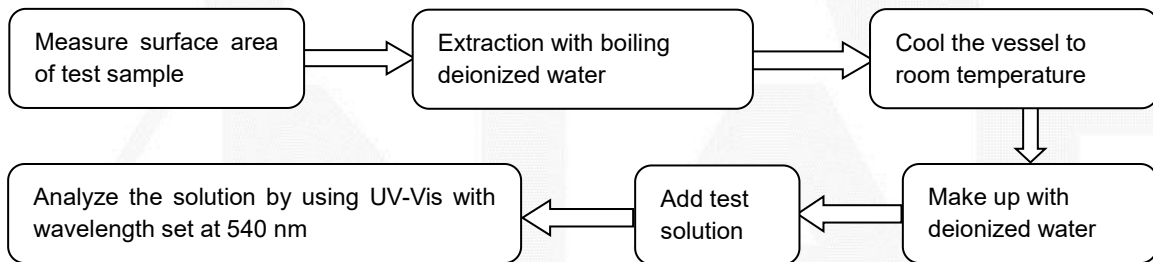 Measure surface area
of test sample
Extraction with boiling
deionized water
Cool the vessel to
room temperature
Make up with
deionized water
Add test
solution
Analyze the solution by using UV-Vis with
wavelength set at 540 nm